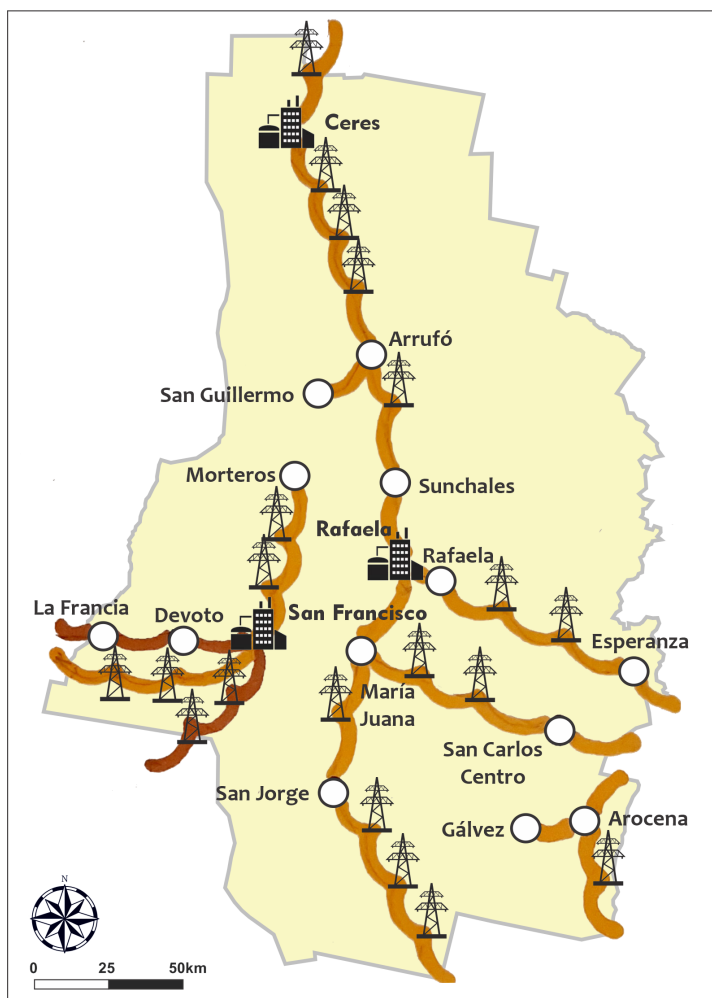 Ceres
Arrufó
San Guillermo
Morteros
Sunchales
Rafaela
Rafaela
La Francia
Devoto
San Francisco
Esperanza
María
Juana
San Carlos
Centro
San Jorge
Gálvez
Arocena
N
0 25 50km